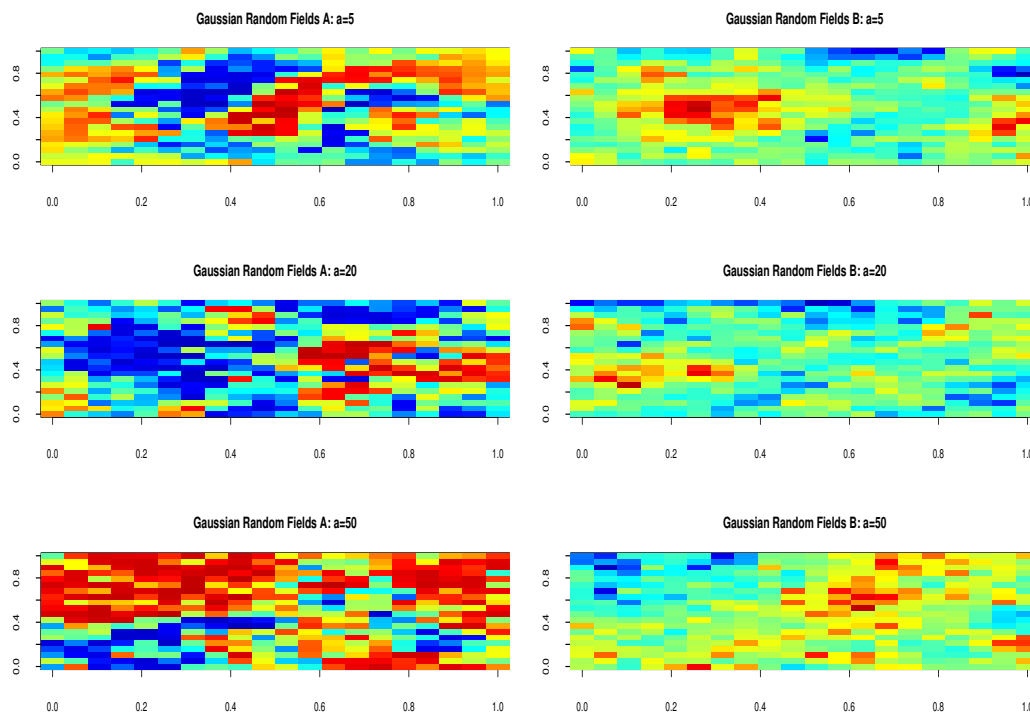 Gaussian Random Fields A: a=5
0.0 0.4 0.8
0.0 0.2 0.4 0.6 0.8 1.0
Gaussian Random Fields B: a=5
0.0 0.4 0.8
0.0 0.2 0.4 0.6 0.8 1.0
Gaussian Random Fields A: a=20
0.0 0.4 0.8
0.0 0.2 0.4 0.6 0.8 1.0
Gaussian Random Fields B: a=20
0.0 0.4 0.8
0.0 0.2 0.4 0.6 0.8 1.0
Gaussian Random Fields A: a=50
0.0 0.4 0.8
0.0 0.2 0.4 0.6 0.8 1.0
Gaussian Random Fields B: a=50
0.0 0.4 0.8
0.0 0.2 0.4 0.6 0.8 1.0